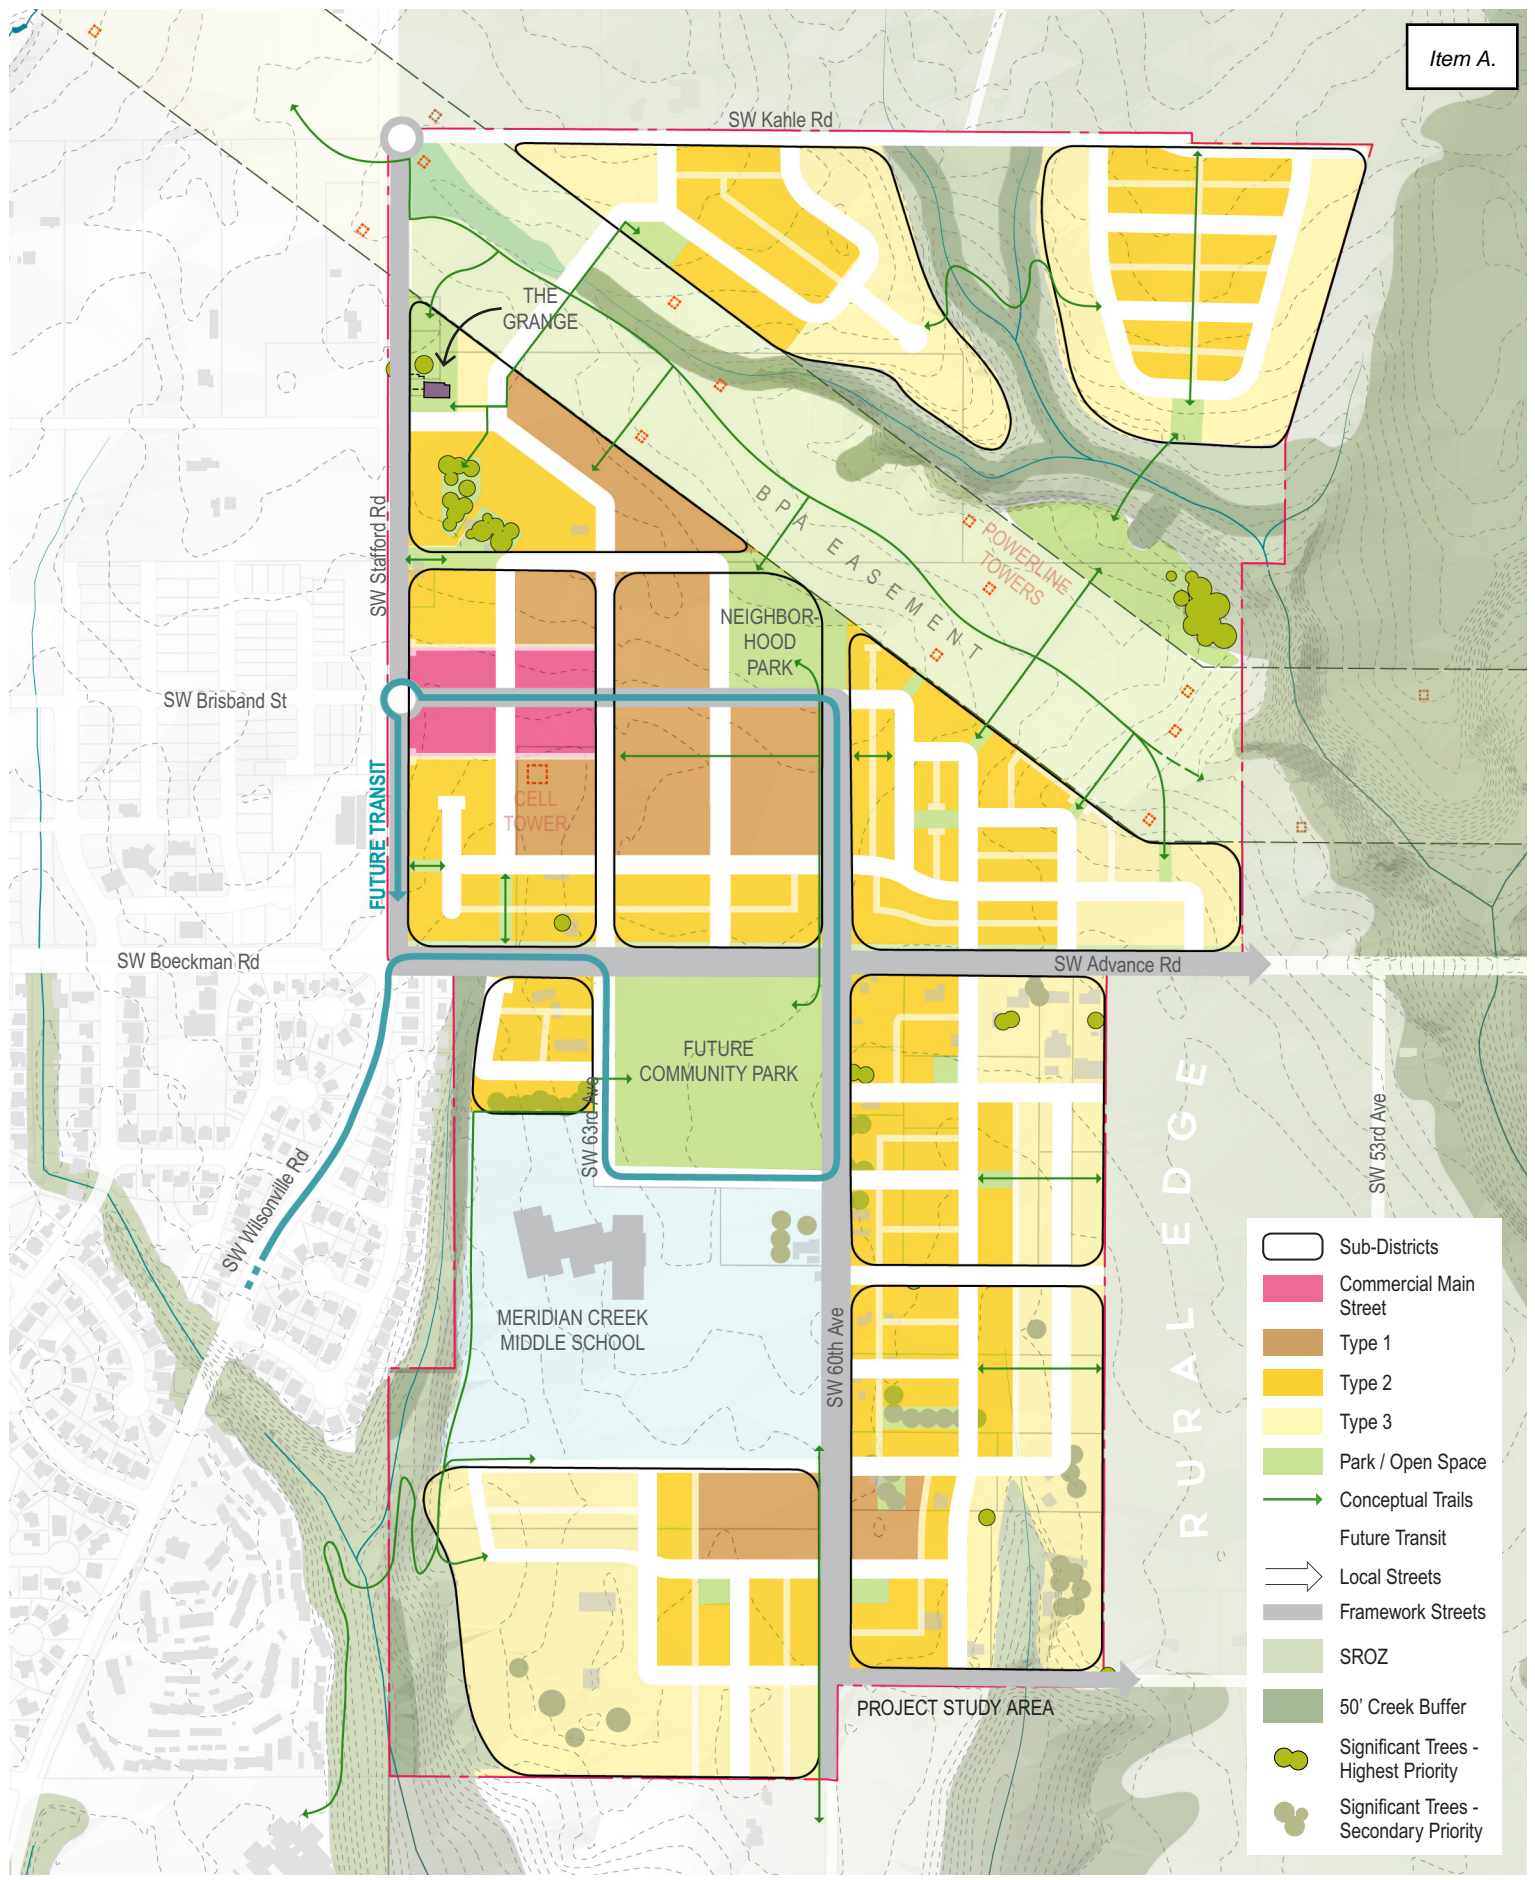 Item A.
SW Kahle Rd
THE
GRANGE
SW Stafford Rd
BPA EASEMENT
POWERLINE
TOWERS
NEIGHBOR-
HOOD
PARK
SW Brisband St
FUTURE TRANSIT
CELL
TOWER
SW Boeckman Rd
SW Advance Rd
FUTURE
COMMUNITY PARK
SW 63rd Ave
SW Wilsonville Rd
RURAL EDGE
SW 53rd Ave
MERIDIAN CREEK
MIDDLE SCHOOL
SW 60th Ave
PROJECT STUDY AREA
Sub-Districts
Commercial Main
Street
Type 1
Type 2
Type 3
Park / Open Space
Conceptual Trails
Future Transit
Local Streets
Framework Streets
SROZ
50’ Creek Buffer
Significant Trees -
Highest Priority
Significant Trees -
Secondary Priority